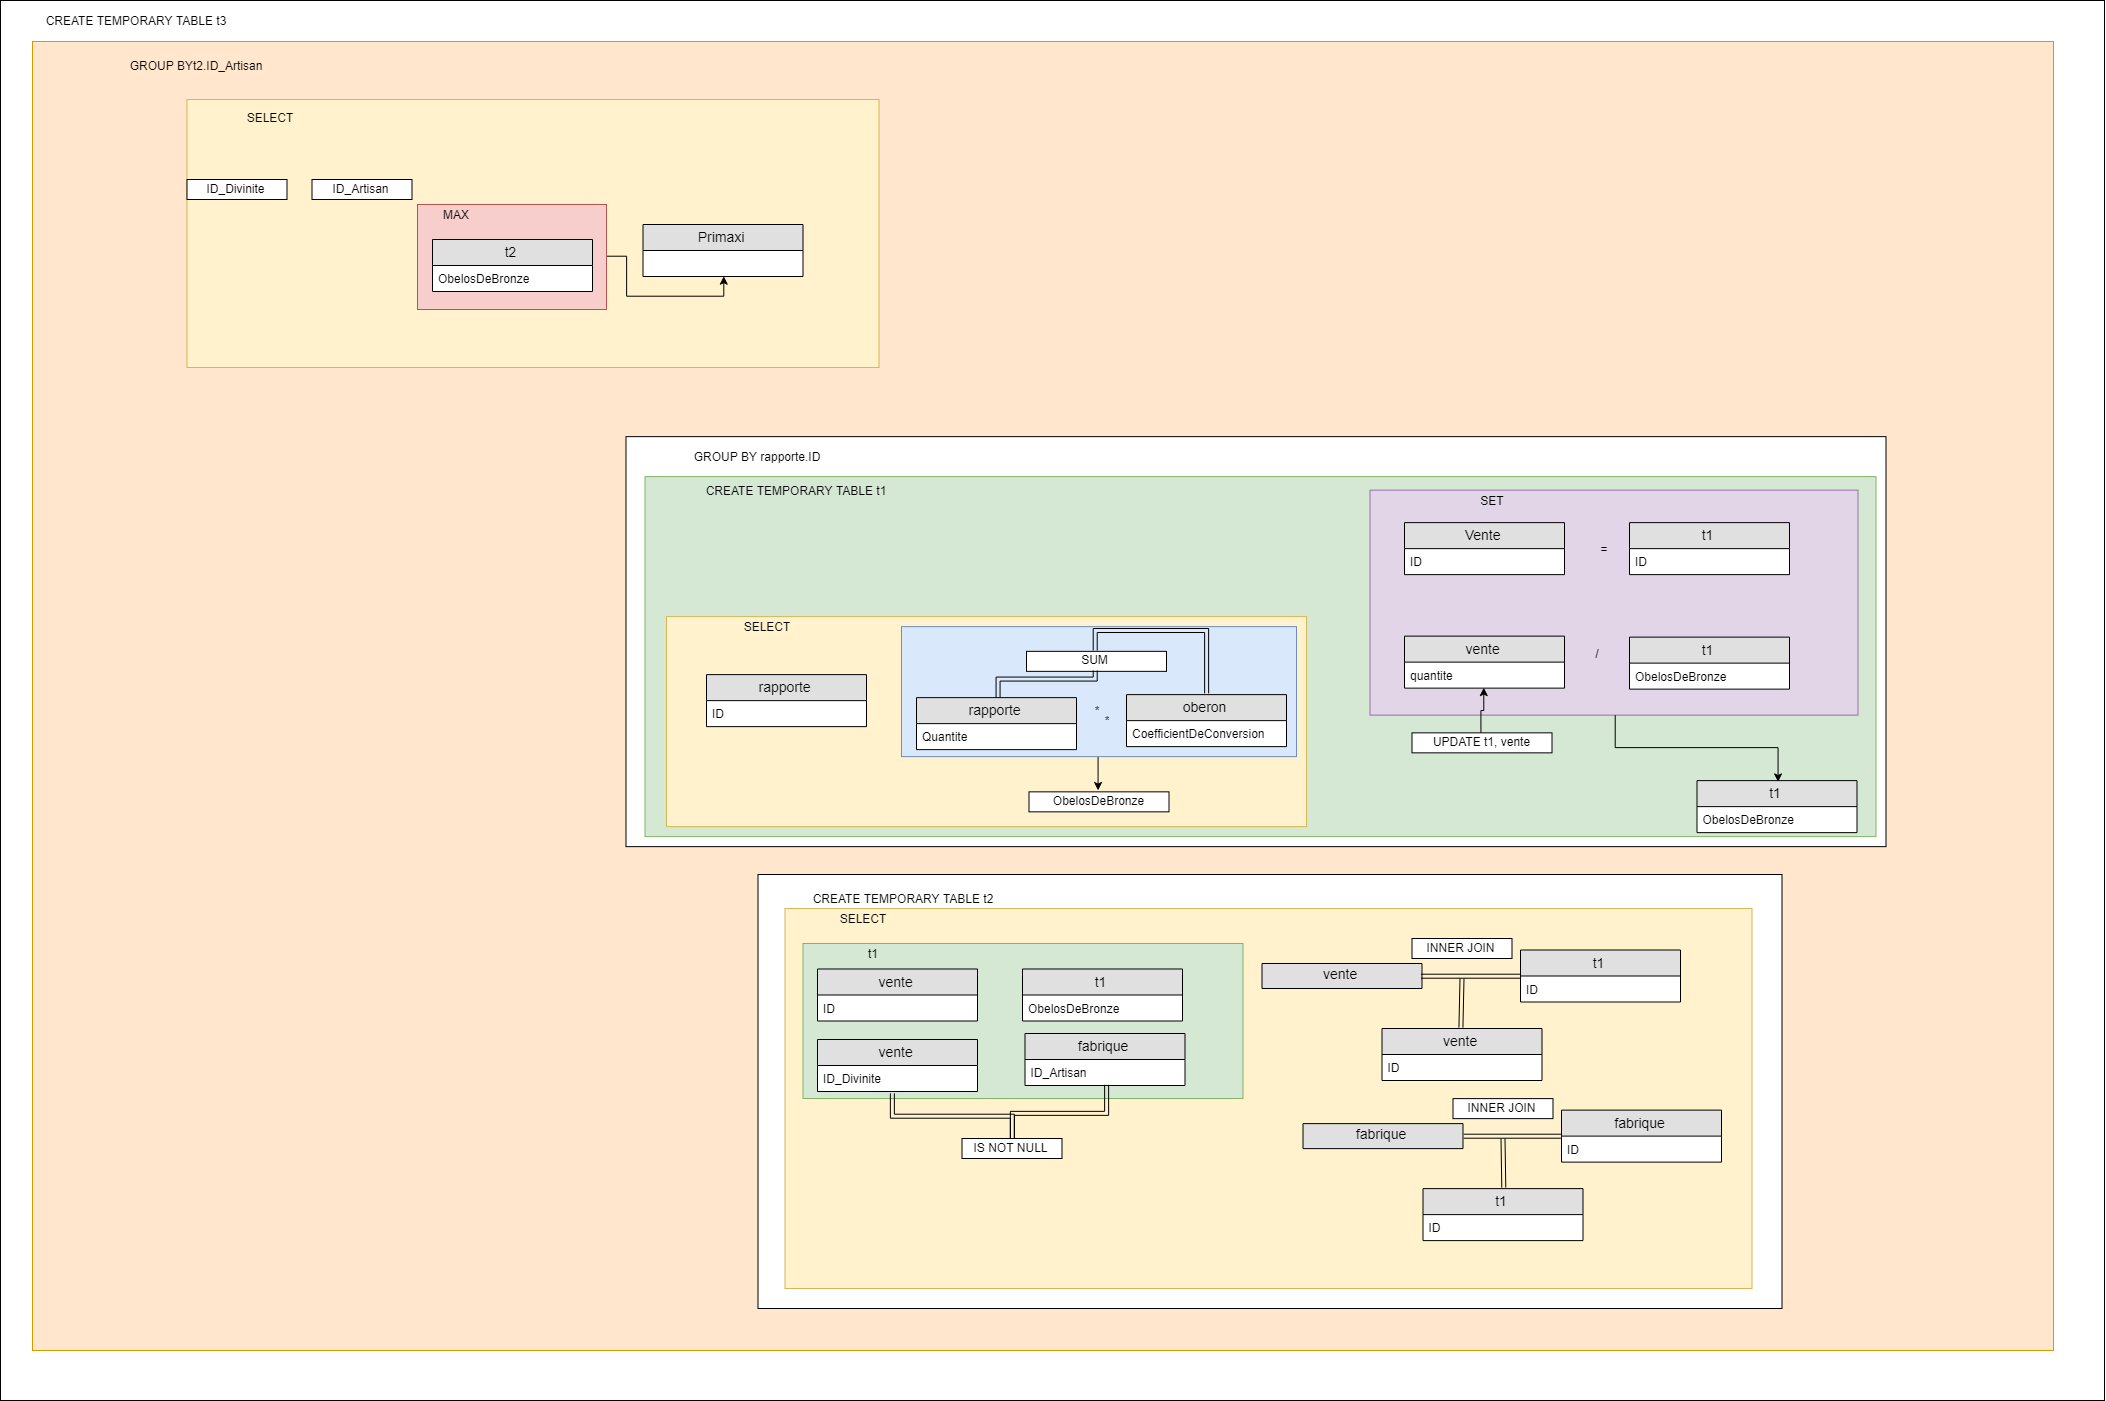 CREATE TEMPORARY TABLE t3
GROUP BYt2.ID_Artisan
SELECT
ID_Divinite
ID_Artisan
MAX
t2
ObelosDeBronze
Primaxi
GROUP BY rapporte.ID
CREATE TEMPORARY TABLE t1
SELECT
rapporte
ID
SUM
rapporte
Quantite
*
*
oberon
CoefficientDeConversion
ObelosDeBronze
SET
Vente
ID
=
t1
ID
vente
quantite
/
t1
ObelosDeBronze
UPDATE t1, vente
t1
ObelosDeBronze
CREATE TEMPORARY TABLE t2
SELECT
t1
vente
ID
t1
ObelosDeBronze
vente
ID_Divinite
fabrique
ID_Artisan
IS NOT NULL
INNER JOIN
vente
t1
ID
vente
ID
INNER JOIN
fabrique
fabrique
ID
t1
ID